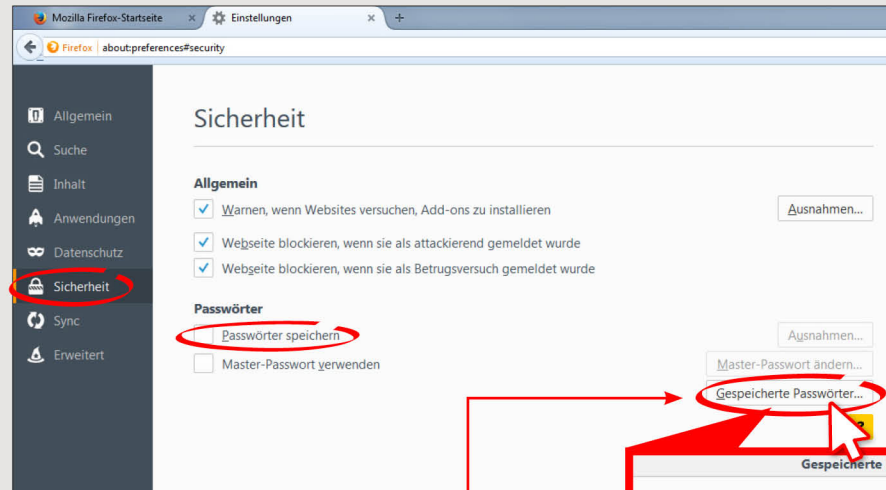 Mozilla Firefox-Startseite
Einstellungen
Firefox about:preferences#security
Allgemein
Suche
Inhalt
Anwendungen
Datenschutz
Sicherheit
Sync
Erweitert
Sicherheit
Allgemein
Warnen, wenn Websites versuchen, Add-ons zu installieren
Ausnahmen...
Webseite blockieren, wenn sie als attackierend gemeldet wurde
Webseite blockieren, wenn sie als Betrugsversuch gemeldet wurde
Passwörter
Passwörter speichern
Ausnahmen...
Master-Passwort verwenden
Master-Passwort ändern...
Gespeicherte Passwörter...
?
Gespeicherte